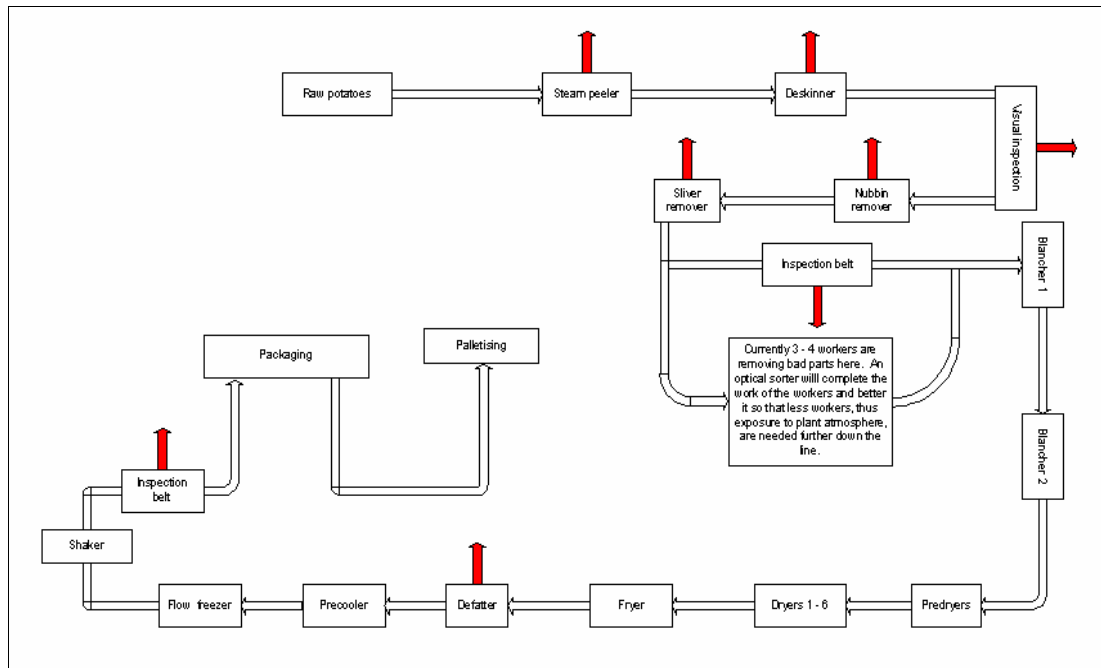 Raw potatoes
Steam peeler
Deskinner
Visual inspection
Sliver
remover
Nubbin
remover
Inspection belt
Blancher 1
Currently 3 - 4 workers are
removing bad parts here. An
optical sorter willl complete the
work of the workers and better
it so that less workers, thus
exposure to plant atmosphere,
are needed further down the
line.
Packaging
Palletising
Blancher 2
Inspection
belt
Shaker
Flow freezer
Precooler
Defatter
Fryer
Dryers 1 - 6
Predryers